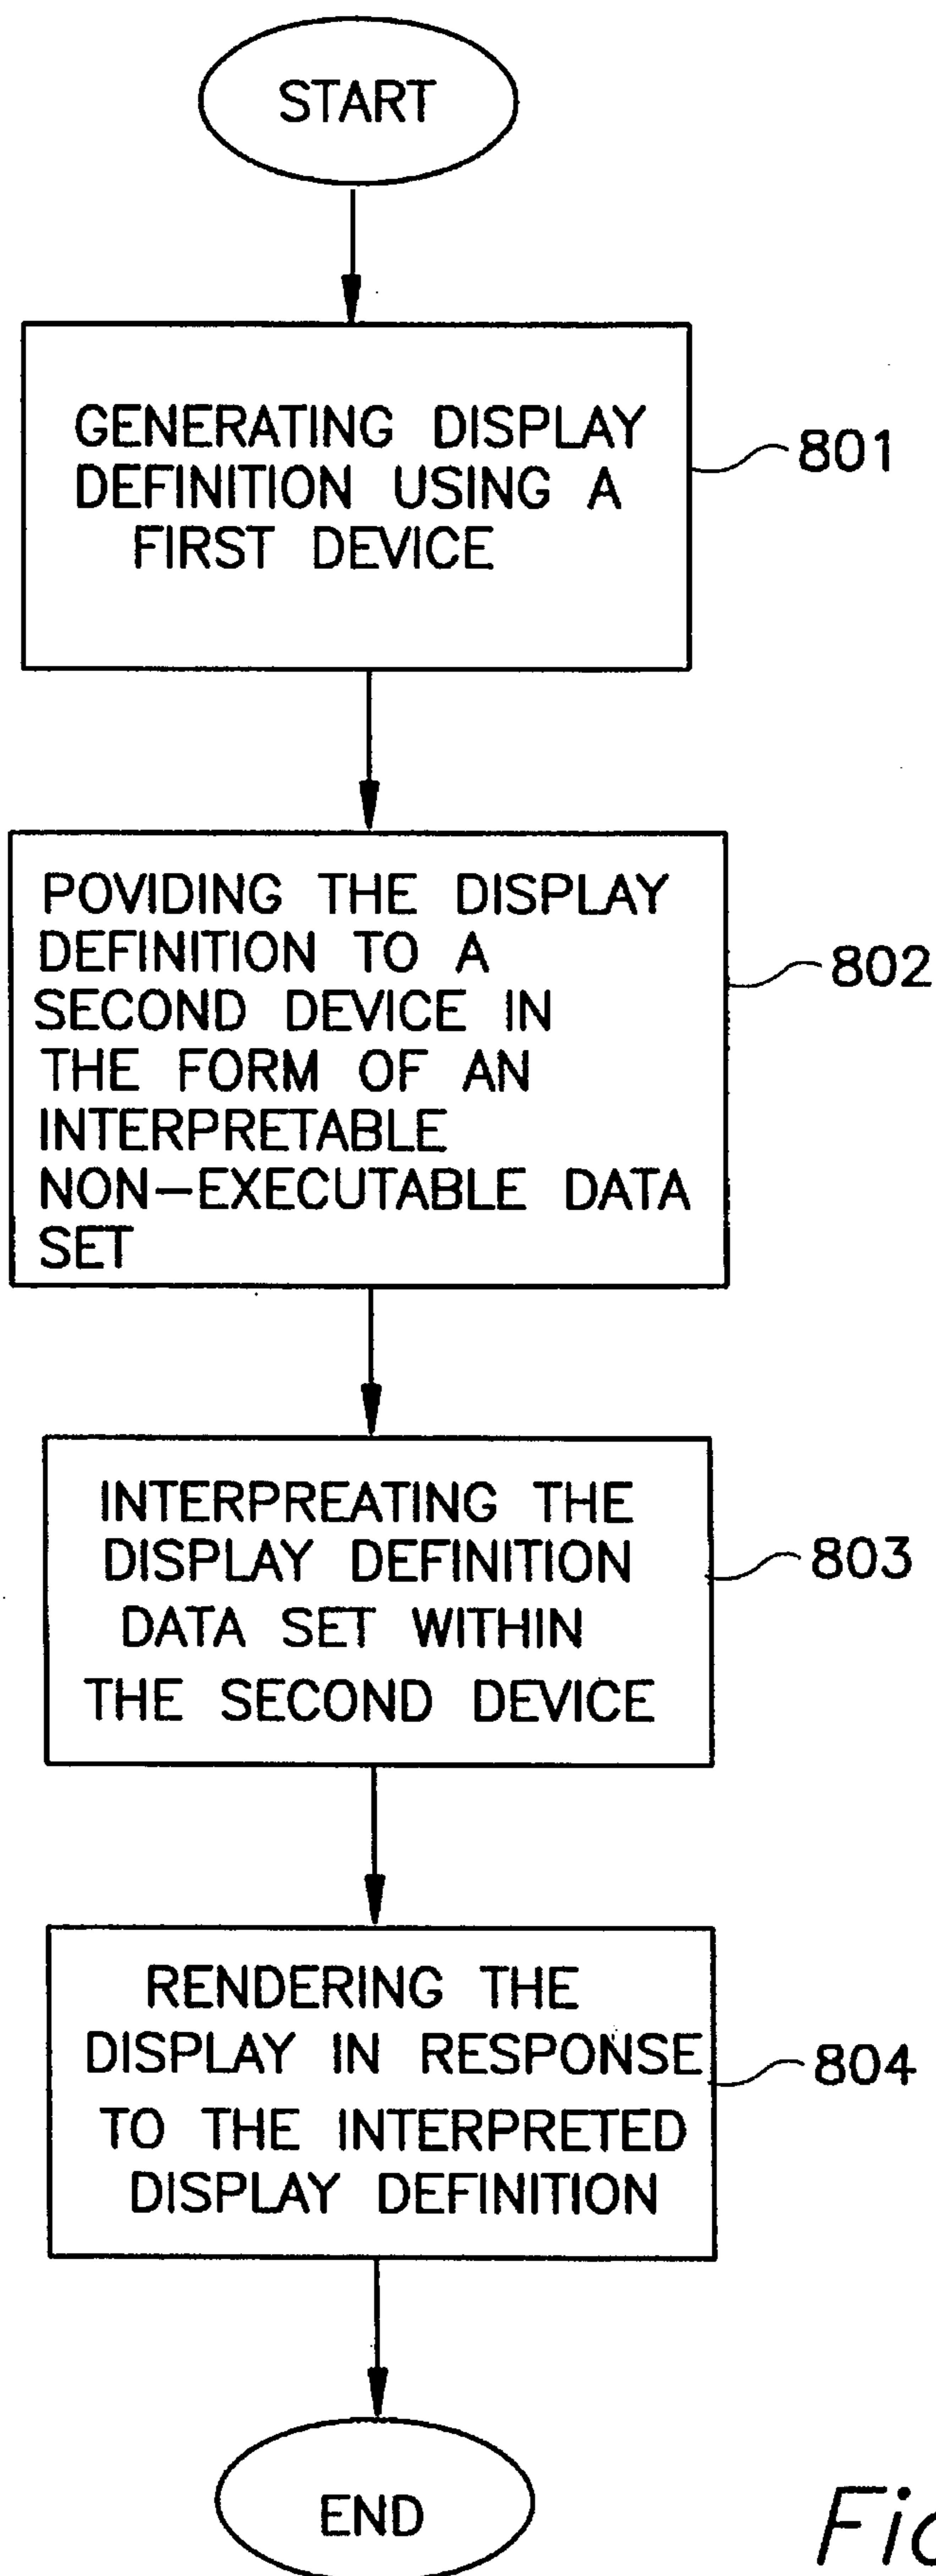 START
GENERATING DISPLAY
DEFINITION USING A
FIRST DEVICE
801
POVIDING THE DISPLAY
DEFINITION TO A
SECOND DEVICE IN
THE FORM OF AN
INTERPRETABLE
NON-EXECUTABLE DATA
SET
802
INTERPREATING THE
DISPLAY DEFINITION
DATA SET WITHIN
THE SECOND DEVICE
803
RENDERING THE
DISPLAY IN RESPONSE
TO THE INTERPRETED
DISPLAY DEFINITION
804
END